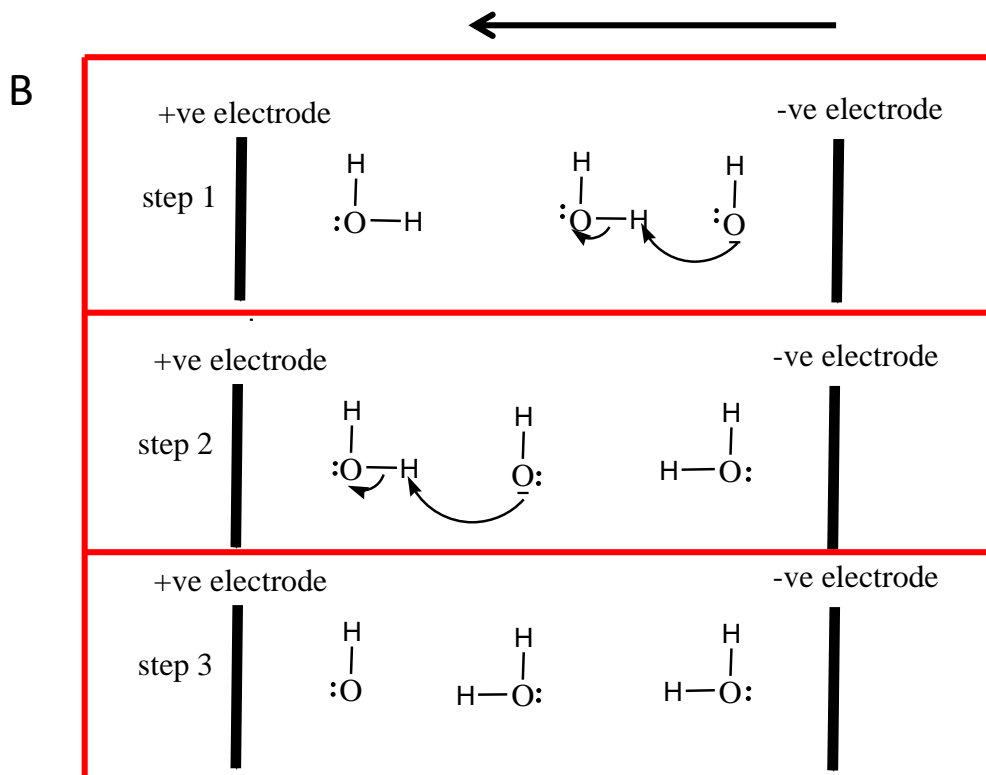 B
+ve electrode
-ve electrode
step 1
H
H
H
:O
H
:O
H
:O
+ve electrode
-ve electrode
step 2
H
H
H
:O
H
O:
H
O:
+ve electrode
-ve electrode
step 3
H
H
H
:O
H
O:
H
O: